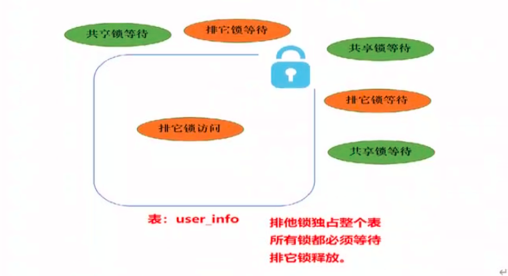 共享锁等待
排它锁等待
共享锁等待
排它锁等待
排它锁访问
共享锁等待
表：user_info
排他锁独占整个表
所有锁都必须等待
排它锁释放。